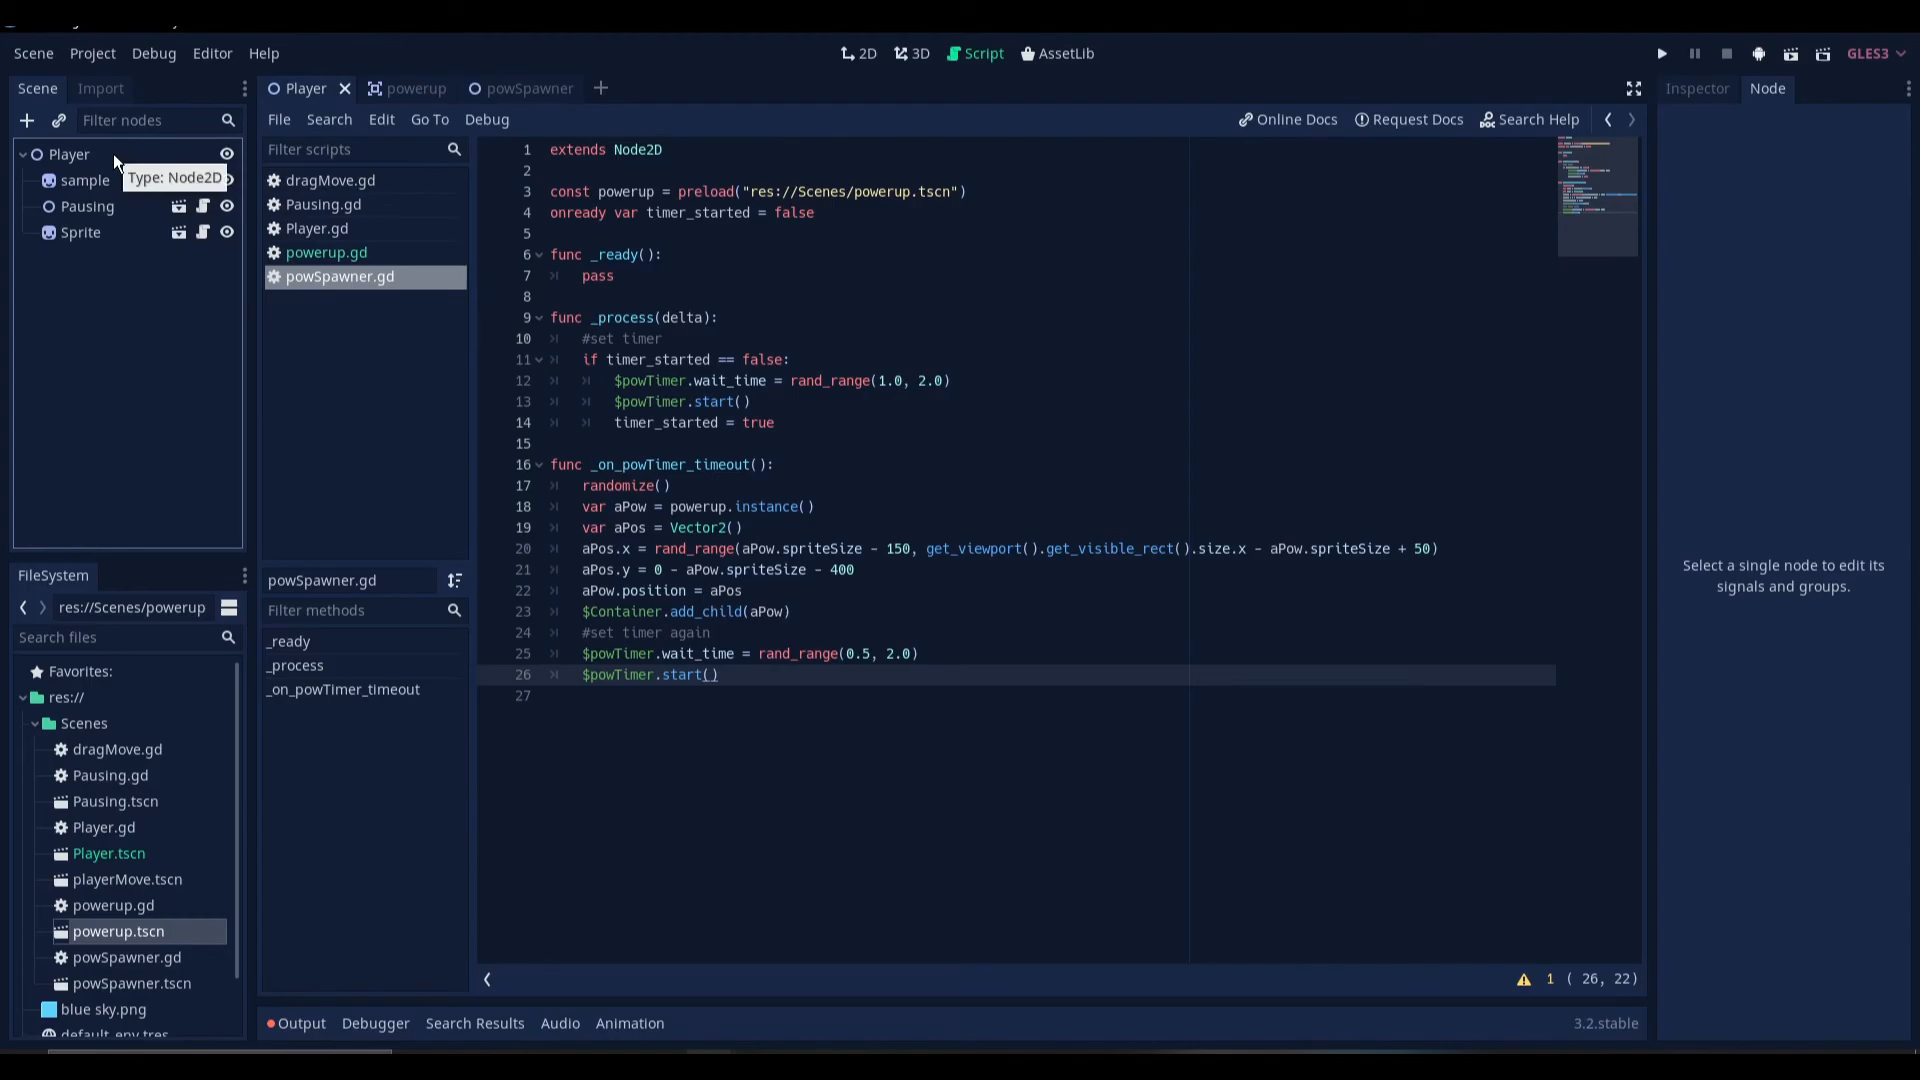 Scene Project Debug Editor Help
2D 3D Script AssetLib
GLES3
Scene Import
Filter nodes
Player
Type: Node2D
sample
Pausing
Sprite
FileSystem
res://Scenes/powerup
Search files
Favorites:
res://
Scenes
dragMove.gd
Pausing.gd
Pausing.tscn
Player.gd
Player.tscn
playerMove.tscn
powerup.gd
powerup.tscn
powSpawner.gd
powSpawner.tscn
blue sky.png
default_env.tres
Player powerup powSpawner
File Search Edit Go To Debug
Online Docs Request Docs Search Help
Filter scripts
dragMove.gd
Pausing.gd
Player.gd
powerup.gd
powSpawner.gd
powSpawner.gd
Filter methods
_ready
_process
_on_powTimer_timeout
1 extends Node2D
2
3 const powerup = preload("res://Scenes/powerup.tscn")
4 onready var timer_started = false
5
6 func _ready():
7 pass
8
9 func _process(delta):
10 #set timer
11 if timer_started == false:
12 $powTimer.wait_time = rand_range(1.0, 2.0)
13 $powTimer.start()
14 timer_started = true
15
16 func _on_powTimer_timeout():
17 randomize()
18 var aPow = powerup.instance()
19 var aPos = Vector2()
20 aPos.x = rand_range(aPow.spriteSize - 150, get_viewport().get_visible_rect().size.x - aPow.spriteSize + 50)
21 aPos.y = 0 - aPow.spriteSize - 400
22 aPow.position = aPos
23 $Container.add_child(aPow)
24 #set timer again
25 $powTimer.wait_time = rand_range(0.5, 2.0)
26 $powTimer.start()
27
1 ( 26, 22)
Output Debugger Search Results Audio Animation
3.2.stable
Inspector Node
Select a single node to edit its
signals and groups.